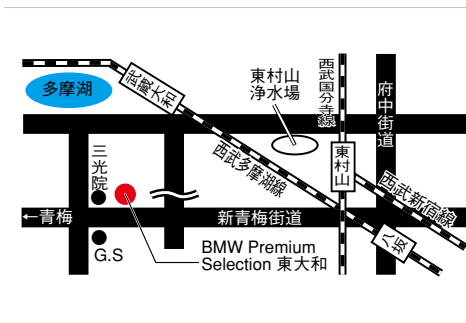 武蔵大和
多摩湖
東村山
浄水場
西武国分寺線
府中街道
西武多摩湖線
東村山
西武新宿線
三光院
←青梅
新青梅街道
八坂
G.S
BMW Premium
Selection 東大和